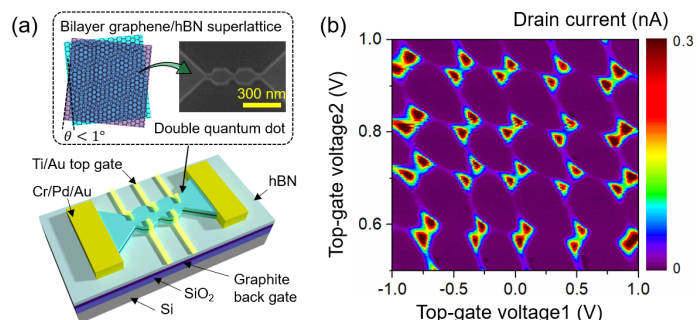 (a)
Bilayer graphene/hBN superlattice
θ < 1°
300 nm
Double quantum dot
Ti/Au top gate
Cr/Pd/Au
hBN
Graphite
back gate
SiO2
Si
(b)
Drain current (nA)
0.3
0
Top-gate voltage2 (V)
1.0
0.8
0.6
-1.0
-0.5
0.0
0.5
1.0
Top-gate voltage1 (V)